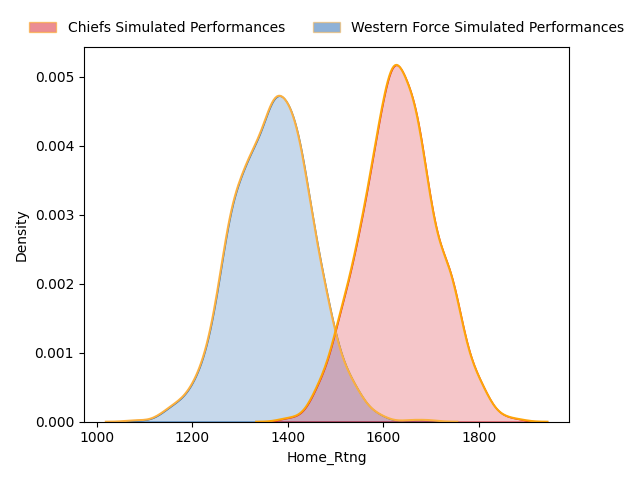 Chiefs Simulated Performances Western Force Simulated Performances
0.005
0.004
0.003
0.002
0.001
0.000
Density
1000 1200 1400 1600 1800
Home_Rtng